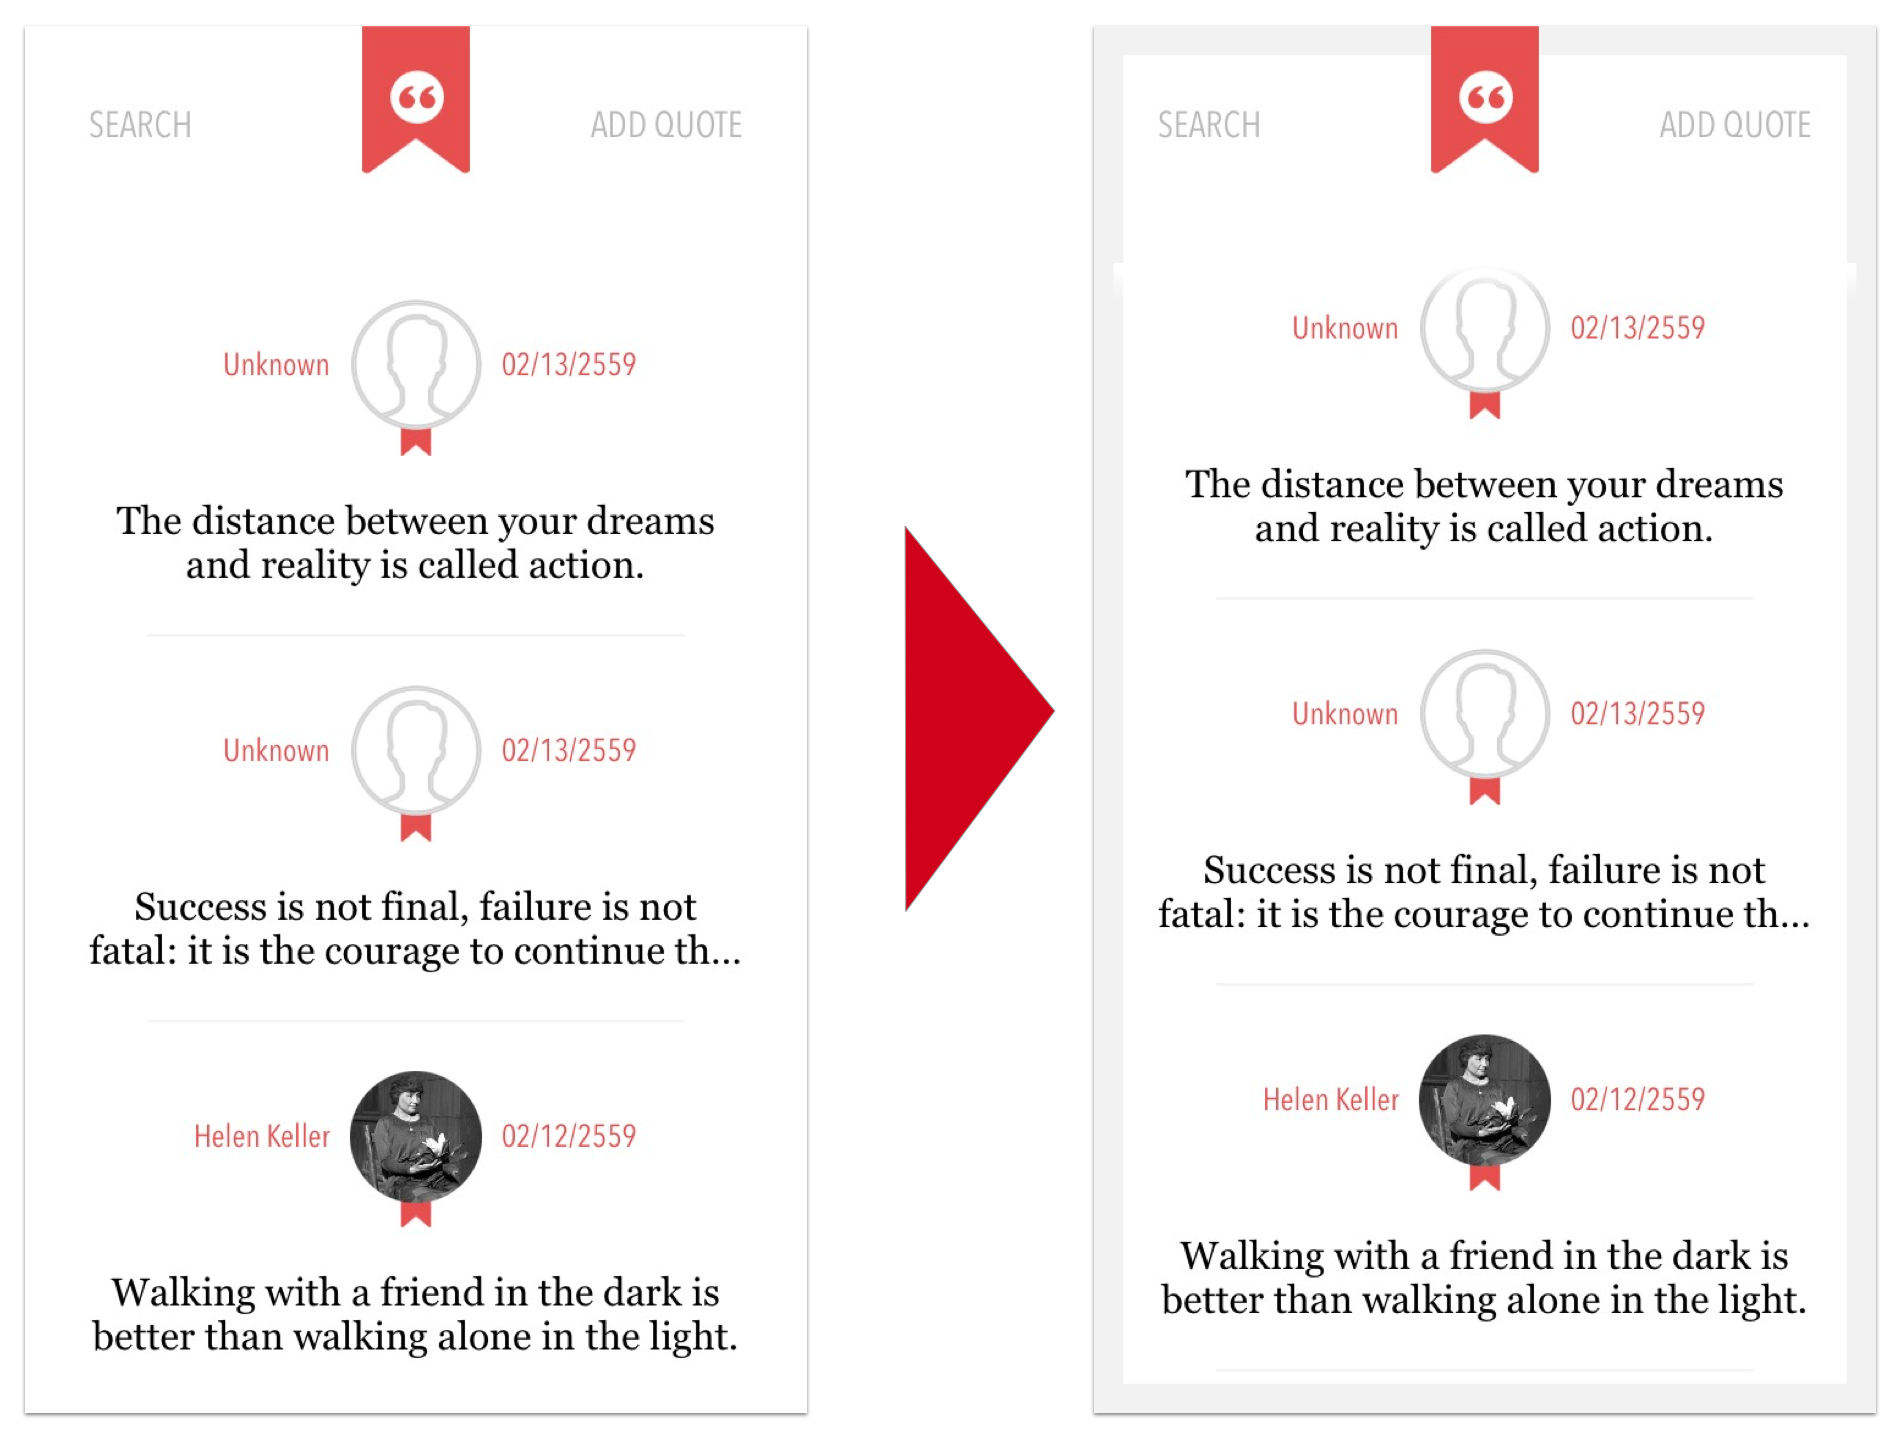 SEARCH
“
ADD QUOTE
Unknown
02/13/2559
The distance between your dreams
and reality is called action.
Unknown
02/13/2559
Success is not final, failure is not
fatal: it is the courage to continue th...
Helen Keller
02/12/2559
Walking with a friend in the dark is
better than walking alone in the light.
SEARCH
“
ADD QUOTE
Unknown
02/13/2559
The distance between your dreams
and reality is called action.
Unknown
02/13/2559
Success is not final, failure is not
fatal: it is the courage to continue th...
Helen Keller
02/12/2559
Walking with a friend in the dark is
better than walking alone in the light.